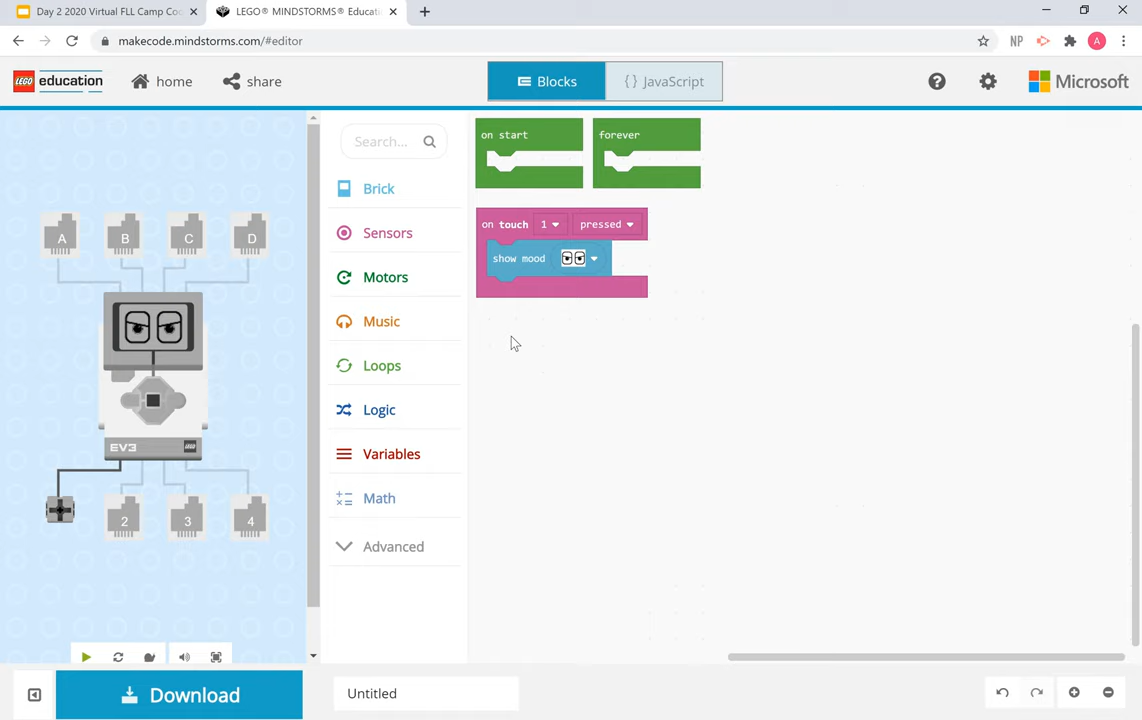 Day 2 2020 Virtual FLL Camp Co
LEGO® MINDSTORMS® Educati
makecode.mindstorms.com/#editor
NP
A
LEGO education
home
share
Blocks
{ } JavaScript
?
Microsoft
on start
forever
Search...
Brick
Sensors
Motors
Music
Loops
Logic
Variables
Math
Advanced
on touch 1 pressed
show mood
A
B
C
D
EV3
LEGO
2
3
4
Download
Untitled